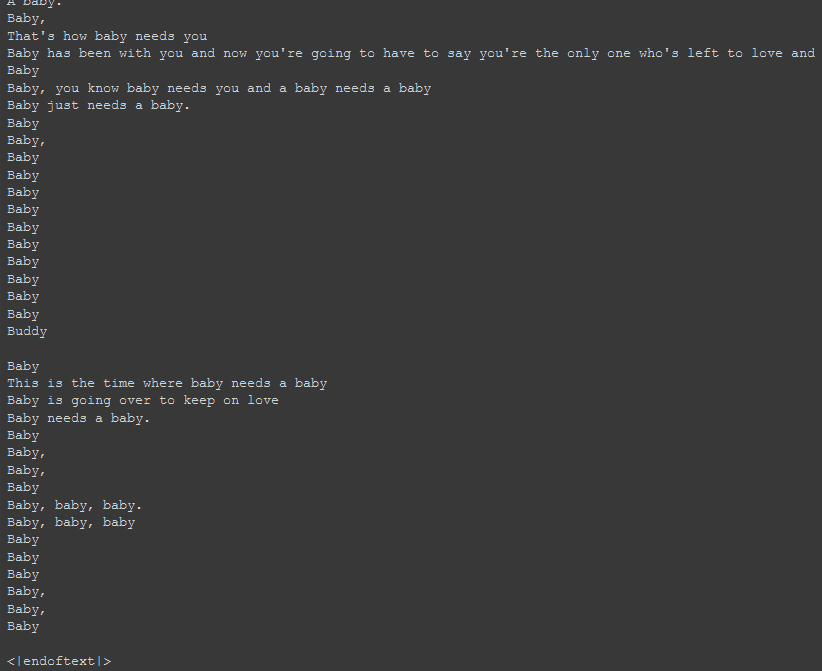 A baby.
Baby,
That's how baby needs you
Baby has been with you and now you're going to have to say you're the only one who's left to love and
Baby
Baby, you know baby needs you and a baby needs a baby
Baby just needs a baby.
Baby
Baby,
Baby
Baby
Baby
Baby
Baby
Baby
Baby
Baby
Baby
Baby
Buddy

Baby
This is the time where baby needs a baby
Baby is going over to keep on love
Baby needs a baby.
Baby
Baby,
Baby,
Baby
Baby, baby, baby.
Baby, baby, baby
Baby
Baby
Baby
Baby,
Baby,
Baby

<|endoftext|>